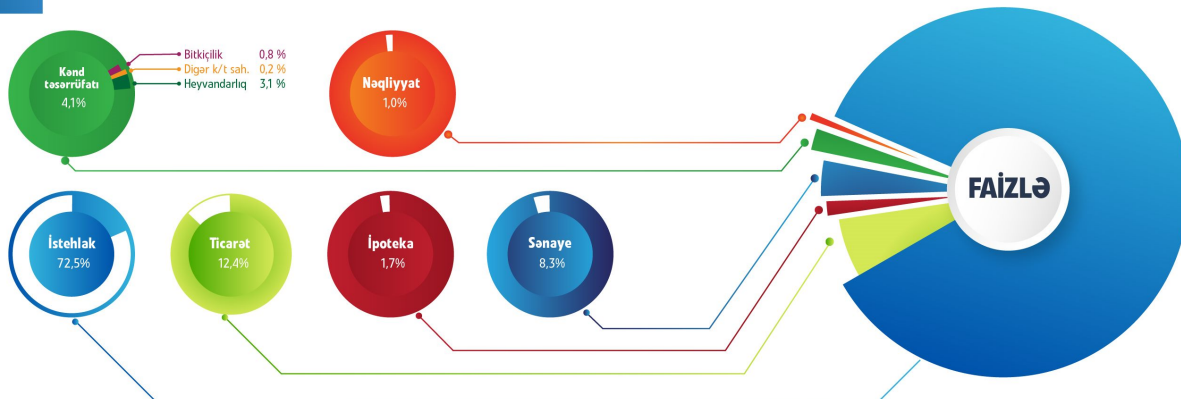 Kənd
təsərrüfatı
4,1%
Bitkiçilik 0,8 %
Digər k/t sah. 0,2 %
Heyvandarlıq 3,1 %
Nəqliyyat
1,0%
FAİZLƏ
İstehlak
72,5%
Ticarət
12,4%
İpoteka
1,7%
Sənaye
8,3%